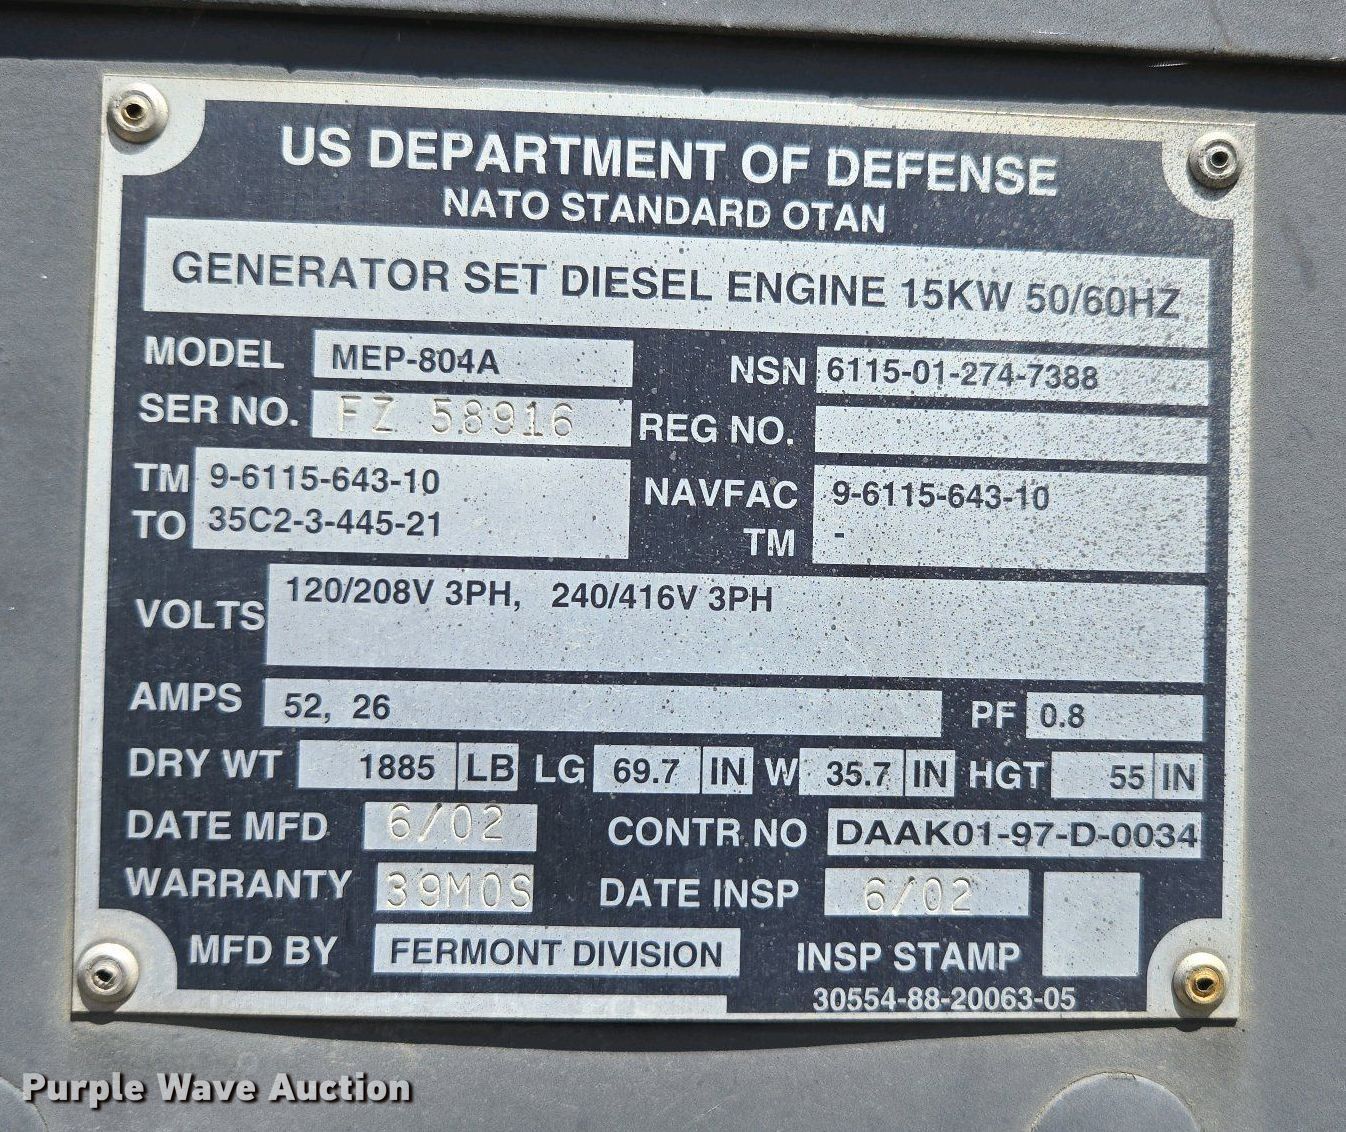 US DEPARTMENT OF DEFENSE
NATO STANDARD OTAN
GENERATOR SET DIESEL ENGINE 15KW 50/60HZ
MODEL MEP-804A NSN 6115-01-274-7388
SER NO. FZ 58916 REG NO.
TM 9-6115-643-10 NAVFAC 9-6115-643-10
TO 35C2-3-445-21 TM -
VOLTS 120/208V 3PH, 240/416V 3PH
AMPS 52, 26 PF 0.8
DRY WT 1885 LB LG 69.7 IN W 35.7 IN HGT 55 IN
DATE MFD 6/02 CONTR NO DAAK01-97-D-0034
WARRANTY 39MOS DATE INSP 6/02
MFD BY FERMONT DIVISION INSP STAMP
30554-88-20063-05
Purple Wave Auction